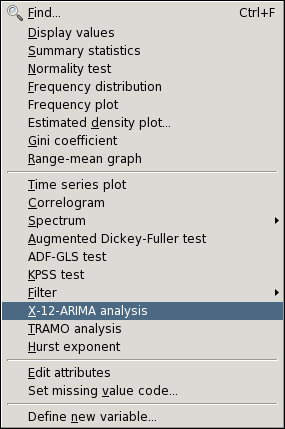 Find... Ctrl+F
Display values
Summary statistics
Normality test
Frequency distribution
Frequency plot
Estimated density plot...
Gini coefficient
Range-mean graph
Time series plot
Correlogram
Spectrum
Augmented Dickey-Fuller test
ADF-GLS test
KPSS test
Filter
X-12-ARIMA analysis
TRAMO analysis
Hurst exponent
Edit attributes
Set missing value code...
Define new variable...